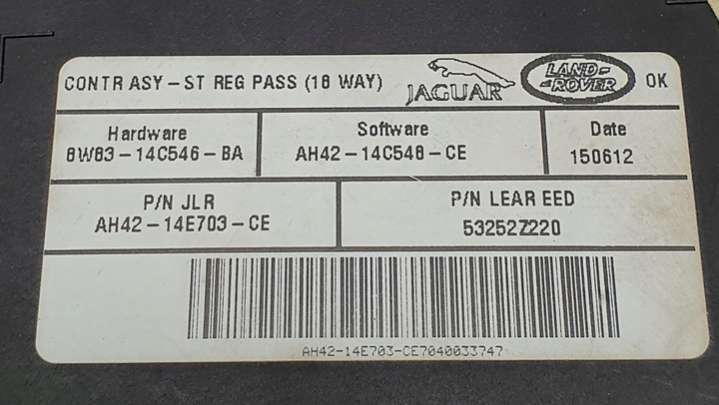 CONTR ASY - ST REG PASS (16 WAY)
JAGUAR
LAND-
-ROVER
OK
Hardware
8W83-14C546-BA
Software
AH42-14C548-CE
Date
150612
P/N JLR
AH42-14E703-CE
P/N LEAR EED
53252Z220
AH42-14E703-CE7040033747